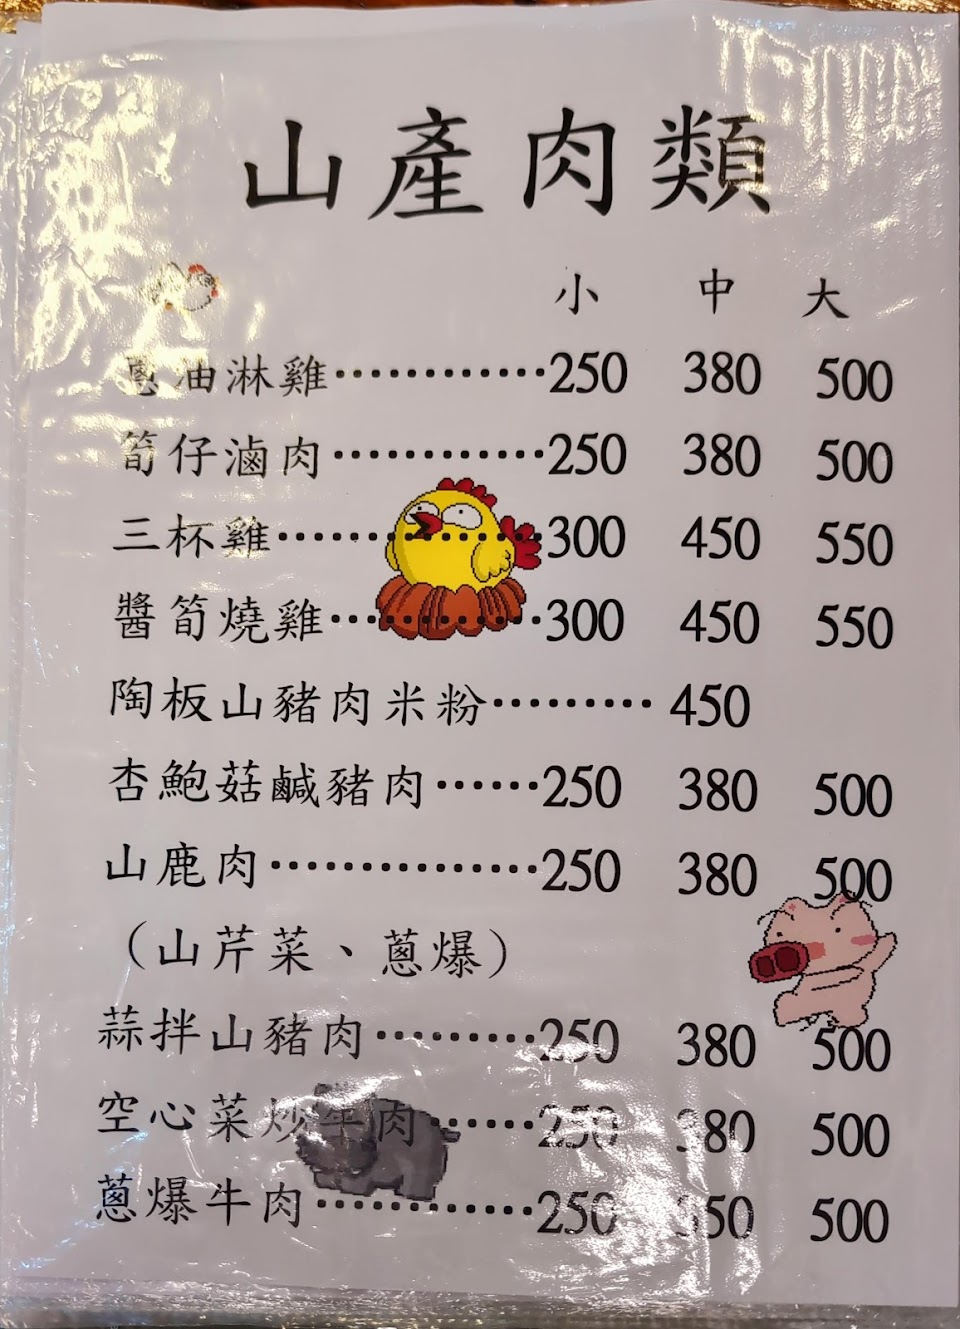 山產肉類
小 中 大
蔥油淋雞············250 380 500
筍仔滷肉············250 380 500
三杯雞···············300 450 550
醬筍燒雞············300 450 550
陶板山豬肉米粉········· 450
杏鮑菇鹹豬肉······250 380 500
山鹿肉···············250 380 500
(山芹菜、蔥爆)
蒜拌山豬肉·········250 380 500
空心菜炒羊肉······250 380 500
蔥爆牛肉············250 350 500